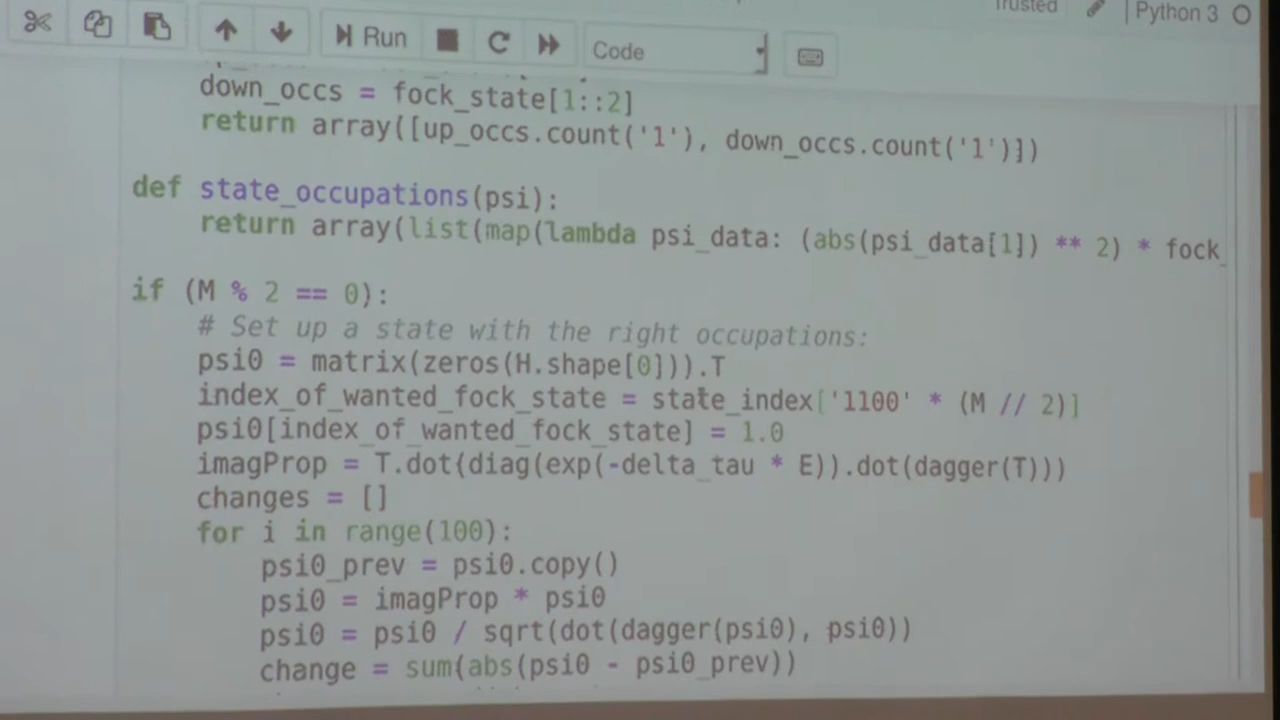 Trusted Python 3
Run Code
down_occs = fock_state[1::2]
return array([up_occs.count('1'), down_occs.count('1')])
def state_occupations(psi):
return array(list(map(lambda psi_data: (abs(psi_data[1]) ** 2) * fock_
if (M % 2 == 0):
# Set up a state with the right occupations:
psi0 = matrix(zeros(H.shape[0])).T
index_of_wanted_fock_state = state_index['1100' * (M // 2)]
psi0[index_of_wanted_fock_state] = 1.0
imagProp = T.dot(diag(exp(-delta_tau * E)).dot(dagger(T)))
changes = []
for i in range(100):
psi0_prev = psi0.copy()
psi0 = imagProp * psi0
psi0 = psi0 / sqrt(dot(dagger(psi0), psi0))
change = sum(abs(psi0 - psi0_prev))